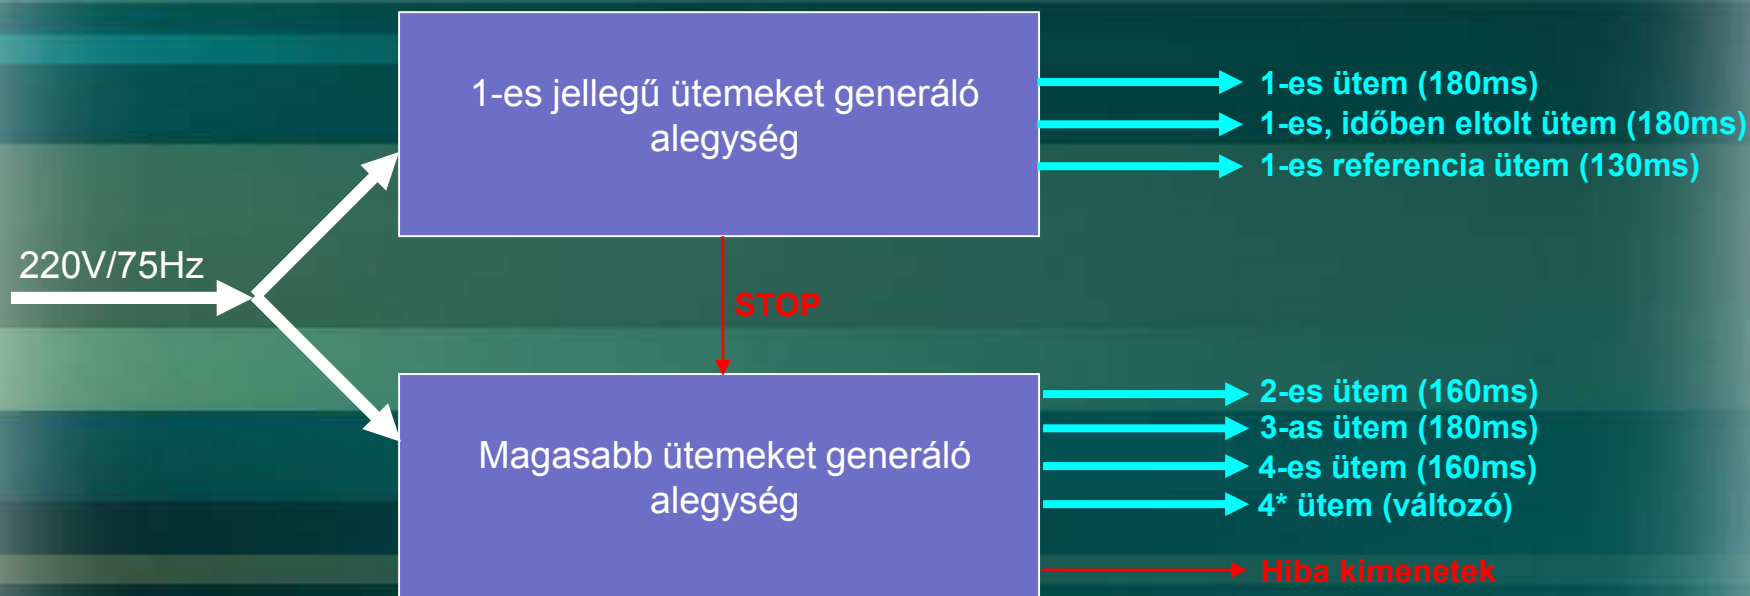 1-es jellegű ütemeket generáló
alegység
1-es ütem (180ms)
1-es, időben eltolt ütem (180ms)
1-es referencia ütem (130ms)
220V/75Hz
STOP
Magasabb ütemeket generáló
alegység
2-es ütem (160ms)
3-as ütem (180ms)
4-es ütem (160ms)
4* ütem (változó)
Hiba kimenetek